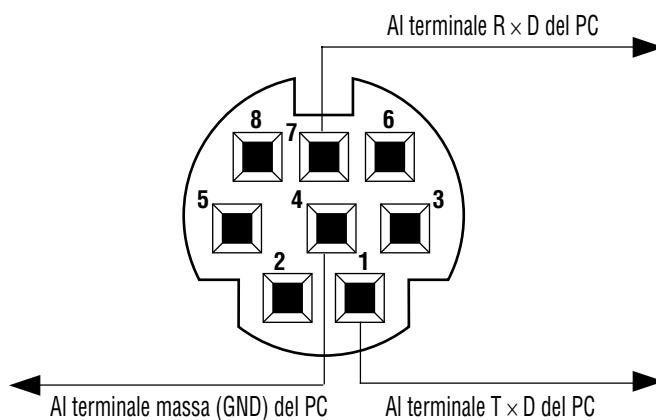 Al terminale R × D del PC
8
7
6
5
4
3
2
1
Al terminale massa (GND) del PC
Al terminale T × D del PC